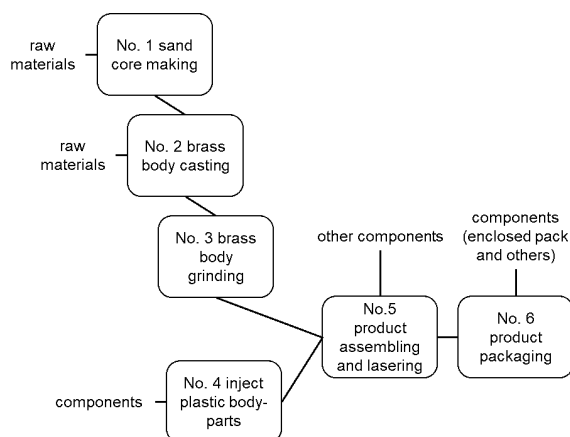 raw
materials
No. 1 sand
core making
raw
materials
No. 2 brass
body casting
No. 3 brass
body
grinding
other components
components
(enclosed pack
and others)
No.5
product
assembling
and lasering
No. 6
product
packaging
components
No. 4 inject
plastic body-
parts